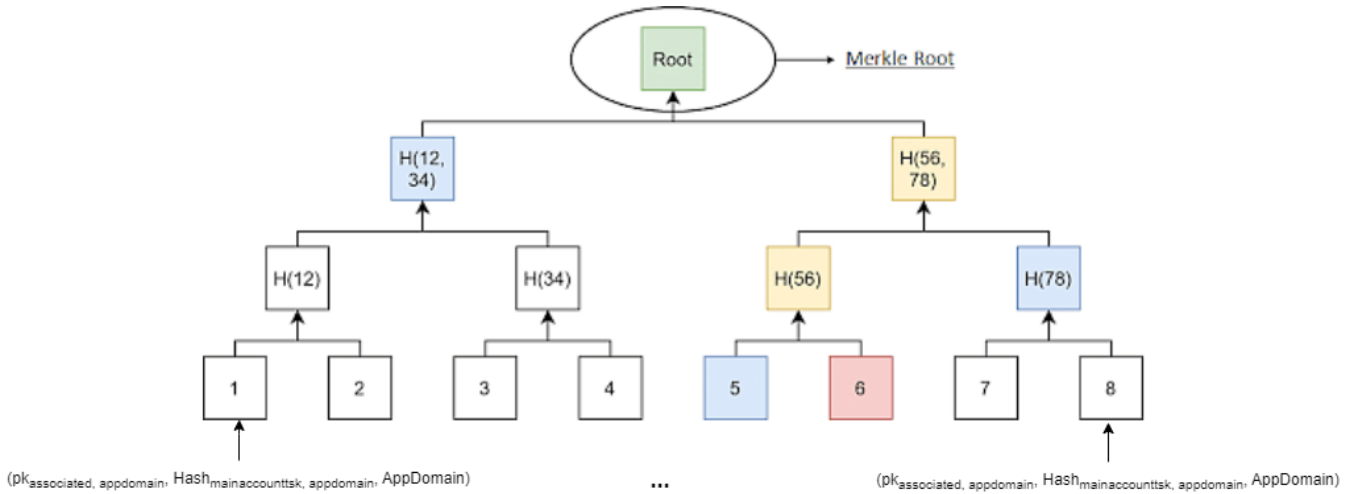 Root
Merkle Root
H(12,
34)
H(56,
78)
H(12)
H(34)
H(56)
H(78)
1
2
3
4
5
6
7
8
(pkassociated, appdomain, Hashmainaccounttsk, appdomain, AppDomain)
...
(pkassociated, appdomain, Hashmainaccounttsk, appdomain, AppDomain)